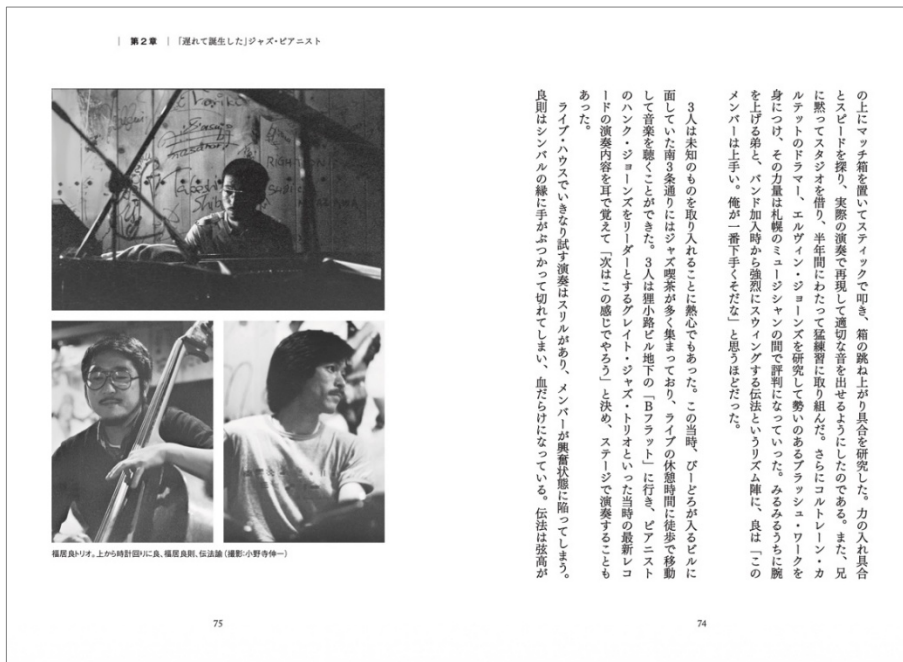 の上にマッチ箱を置いてスティックで叩き、箱の跳ね上がり具合を研究した。力の入れ具合
とスピードを探り、実際の演奏で再現して適切な音を出せるようにしたのである。また、兄
に黙ってスタジオを借り、半年間にわたって猛練習に取り組んだ。さらにコルトレーン・カ
ルテットのドラマー、エルヴィン・ジョーンズを研究して勢いのあるブラッシュ・ワークを
身につけ、その力量は札幌のミュージシャンの間で評判になっていった。みるみるうちに腕
を上げる弟と、バンド加入時から強烈にスウィングする伝法というリズム陣に、良は「この
メンバーは上手い。俺が一番下手くそだな」と思うほどだった。
3人は未知のものを取り入れることに熱心でもあった。この当時、びーどろが入るビルに
面していた南3条通りにはジャズ喫茶が多く集まっており、ライブの休憩時間に徒歩で移動
して音楽を聴くことができた。3人は狸小路ビル地下の「Bフラット」に行き、ピアニスト
のハンク・ジョーンズをリーダーとするグレイト・ジャズ・トリオといった当時の最新レコ
ードの演奏内容を耳で覚えて「次はこの感じでやろう」と決め、ステージで演奏することも
あった。
ライブ・ハウスでいきなり試す演奏はスリルがあり、メンバーが興奮状態に陥ってしまう。
良則はシンバルの縁に手がぶつかって切れてしまい、血だらけになっている。伝法は弦高が
74
第2章 「遅れて誕生した」ジャズ・ピアニスト
Noriko
福居良トリオ。上から時計回りに良、福居良則、伝法諭（撮影：小野寺伸一）
75